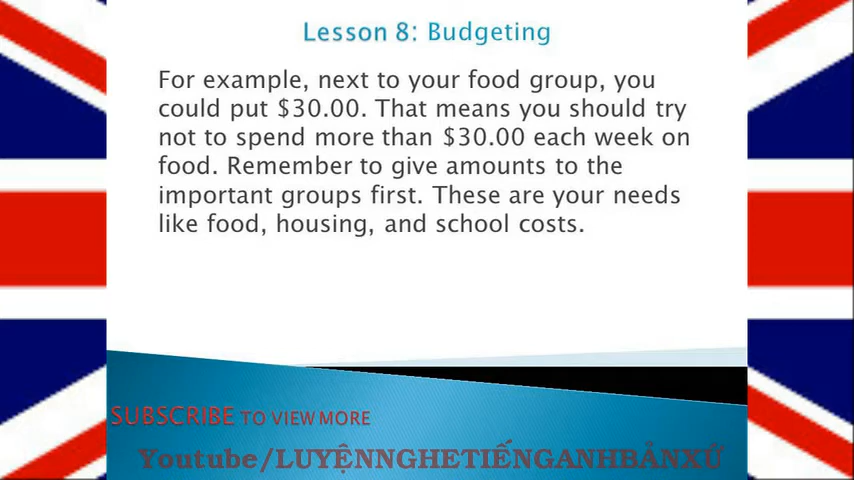 Lesson 8: Budgeting
For example, next to your food group, you
could put $30.00. That means you should try
not to spend more than $30.00 each week on
food. Remember to give amounts to the
important groups first. These are your needs
like food, housing, and school costs.
SUBSCRIBE TO VIEW MORE
Youtube/LUYỆNNGHETIẾNGANHBẢNXỨ